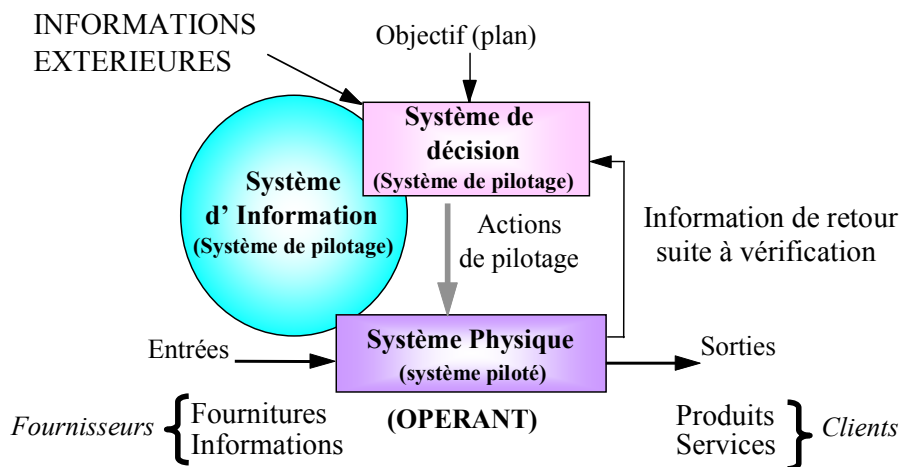 INFORMATIONS
EXTERIEURES
Objectif (plan)
Système de
décision
(Système de pilotage)
Système
d' Information
(Système de pilotage)
Actions
de pilotage
Information de retour
suite à vérification
Entrées
Système Physique
(système piloté)
Sorties
(OPERANT)
Fournisseurs
Fournitures
Informations
Produits
Services
Clients